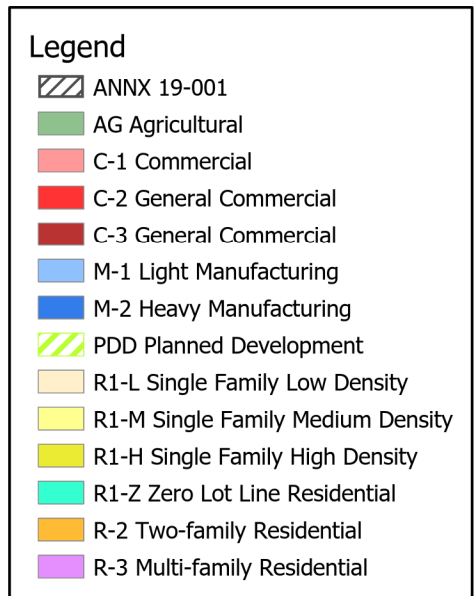 Legend
ANNX 19-001
AG Agricultural
C-1 Commercial
C-2 General Commercial
C-3 General Commercial
M-1 Light Manufacturing
M-2 Heavy Manufacturing
PDD Planned Development
R1-L Single Family Low Density
R1-M Single Family Medium Density
R1-H Single Family High Density
R1-Z Zero Lot Line Residential
R-2 Two-family Residential
R-3 Multi-family Residential